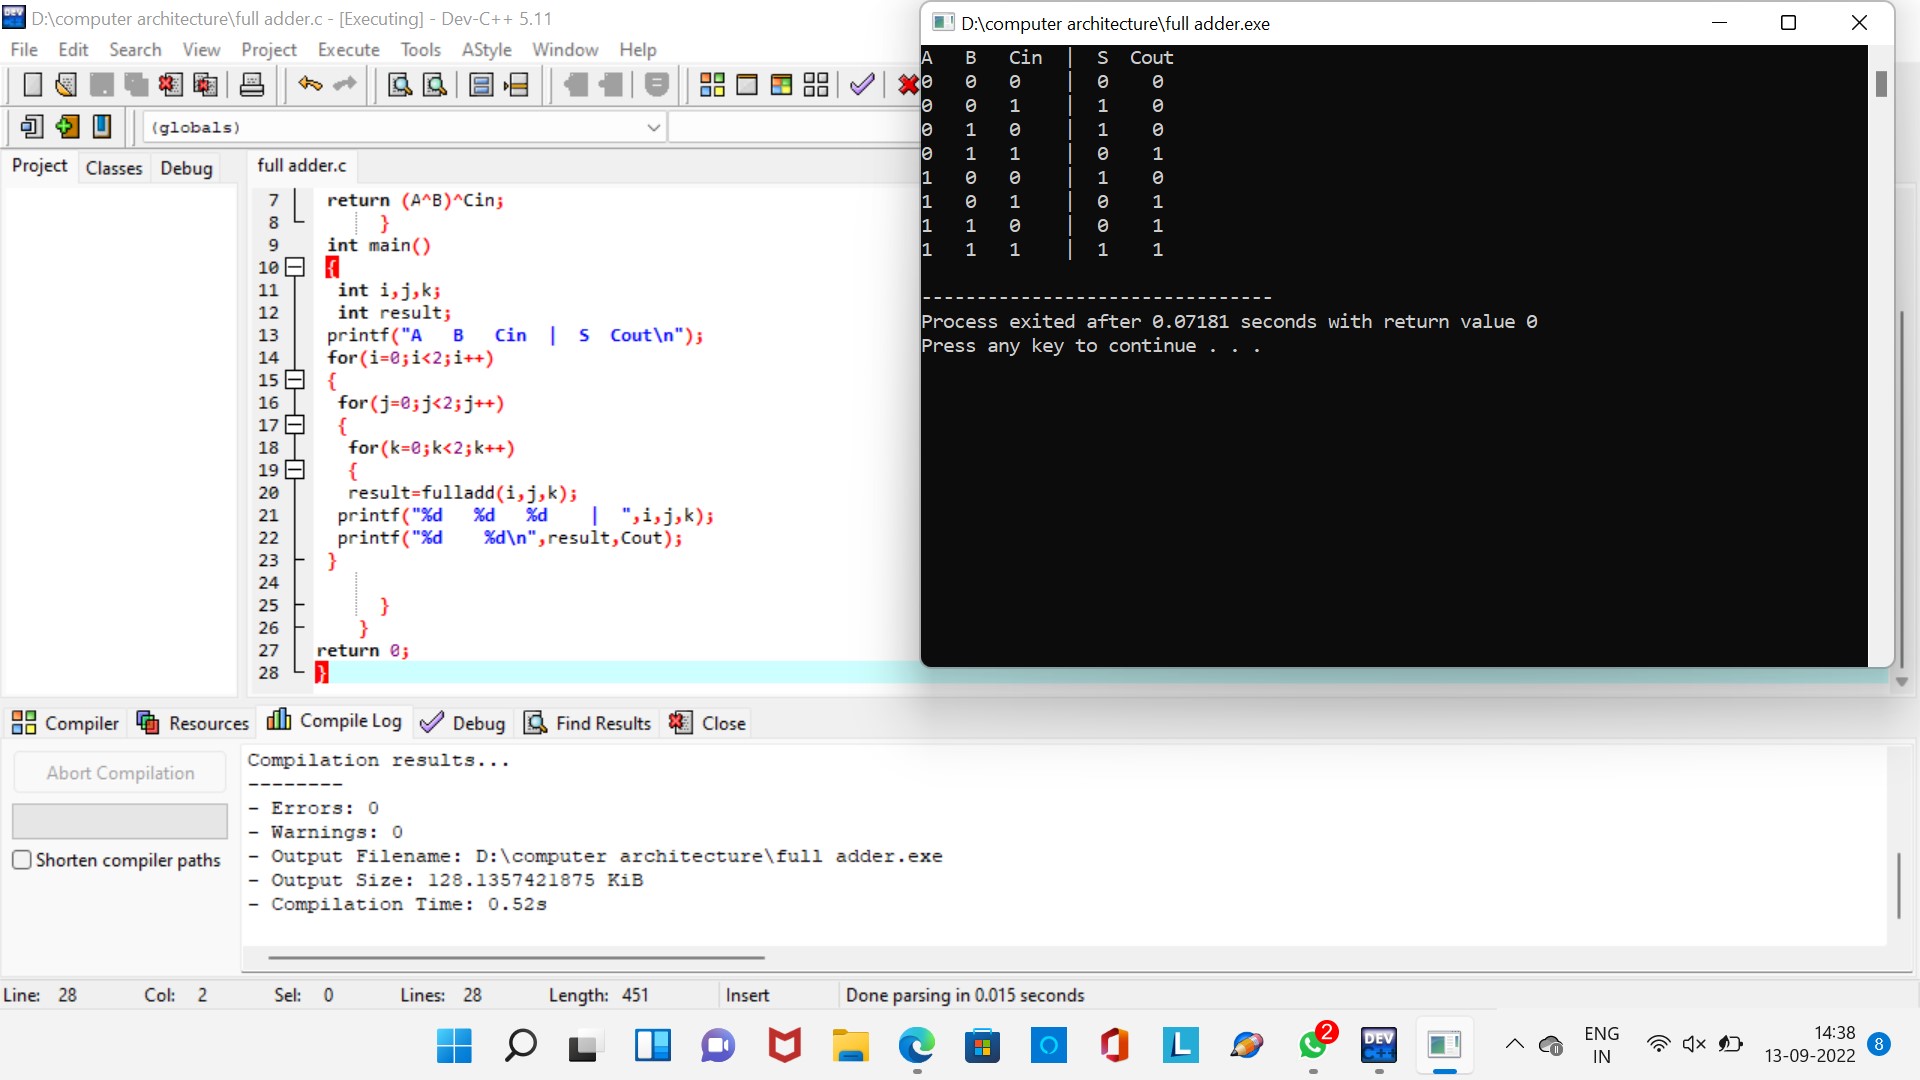 D:\computer architecture\full adder.c - [Executing] - Dev-C++ 5.11
File Edit Search View Project Execute Tools AStyle Window Help
(globals)
Project Classes Debug
full adder.c
7 return (A^B)^Cin;
8 }
9 int main()
10 {
11 int i,j,k;
12 int result;
13 printf("A   B   Cin  |  S  Cout\n");
14 for(i=0;i<2;i++)
15 {
16 for(j=0;j<2;j++)
17 {
18 for(k=0;k<2;k++)
19 {
20 result=fulladd(i,j,k);
21 printf("%d   %d   %d    |  ",i,j,k);
22 printf("%d    %d\n",result,Cout);
23 }
24
25 }
26 }
27 return 0;
28 }
D:\computer architecture\full adder.exe
A   B   Cin  |  S  Cout
0   0   0    |  0    0
0   0   1    |  1    0
0   1   0    |  1    0
0   1   1    |  0    1
1   0   0    |  1    0
1   0   1    |  0    1
1   1   0    |  0    1
1   1   1    |  1    1
--------------------------------
Process exited after 0.07181 seconds with return value 0
Press any key to continue . . .
Compiler Resources Compile Log Debug Find Results Close
Abort Compilation
Shorten compiler paths
Compilation results...
--------
- Errors: 0
- Warnings: 0
- Output Filename: D:\computer architecture\full adder.exe
- Output Size: 128.1357421875 KiB
- Compilation Time: 0.52s
Line: 28 Col: 2 Sel: 0 Lines: 28 Length: 451 Insert Done parsing in 0.015 seconds
2
DEV
C++
L
ENG
IN
14:38
13-09-2022
8